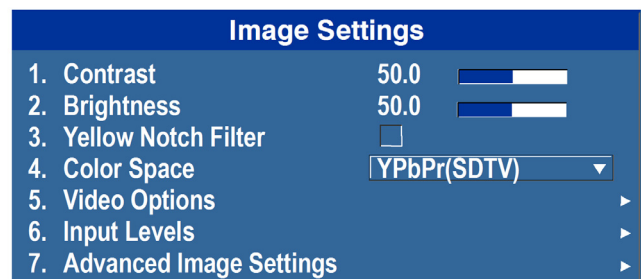 Image Settings
1. Contrast 50.0
2. Brightness 50.0
3. Yellow Notch Filter
4. Color Space YPbPr(SDTV)
5. Video Options
6. Input Levels
7. Advanced Image Settings